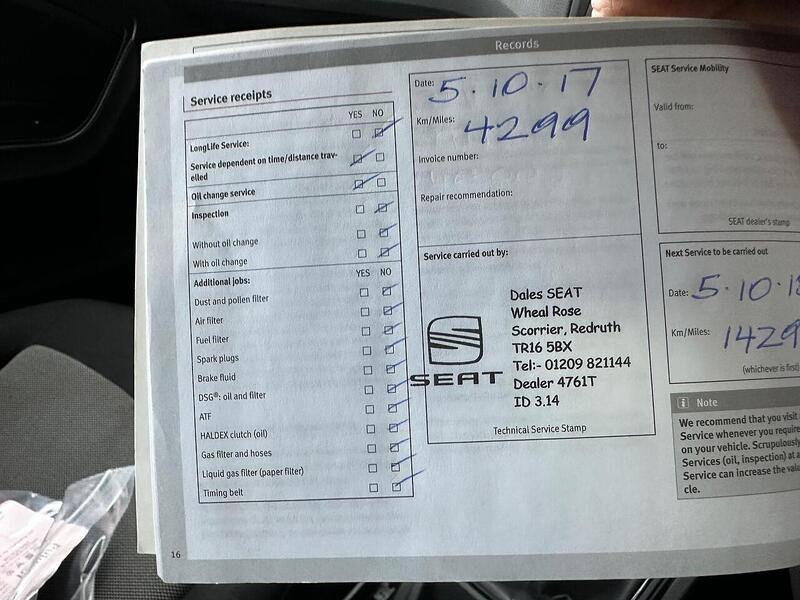 Records
Service receipts
YES NO
LongLife Service:
Service dependent on time/distance trav-
elled
Oil change service
Inspection
Without oil change
With oil change
Additional jobs: YES NO
Dust and pollen filter
Air filter
Fuel filter
Spark plugs
Brake fluid
DSG®: oil and filter
ATF
HALDEX clutch (oil)
Gas filter and hoses
Liquid gas filter (paper filter)
Timing belt
16
Date: 5.10.17
Km/Miles: 4299
Invoice number:
Repair recommendation:
Service carried out by:
Dales SEAT
Wheal Rose
Scorrier, Redruth
TR16 5BX
Tel:- 01209 821144
Dealer 4761T
ID 3.14
SEAT
Technical Service Stamp
SEAT Service Mobility
Valid from:
to:
SEAT dealer's stamp
Next Service to be carried out
Date: 5.10.18
Km/Miles: 1429
(whichever is first)
i Note
We recommend that you visit
Service whenever you require
on your vehicle. Scrupulously
Services (oil, inspection) at a
Service can increase the valu
cle.